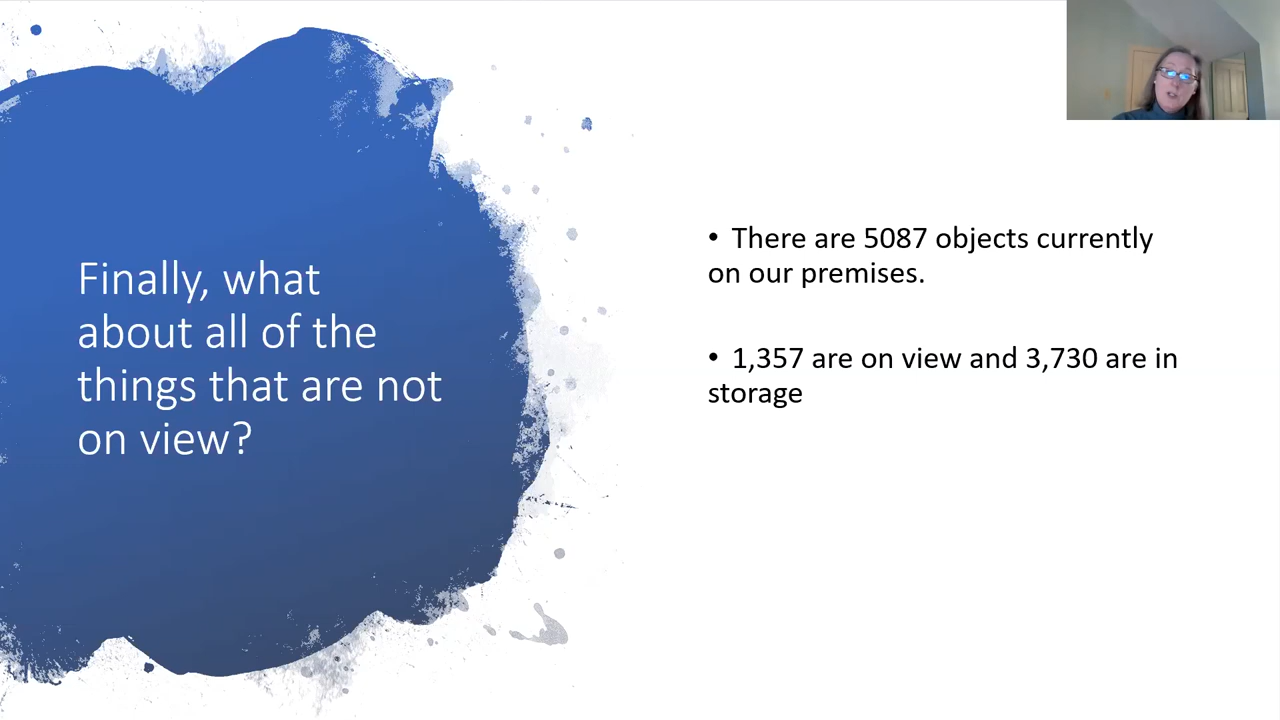 Finally, what
about all of the
things that are not
on view?
• There are 5087 objects currently
on our premises.
• 1,357 are on view and 3,730 are in
storage